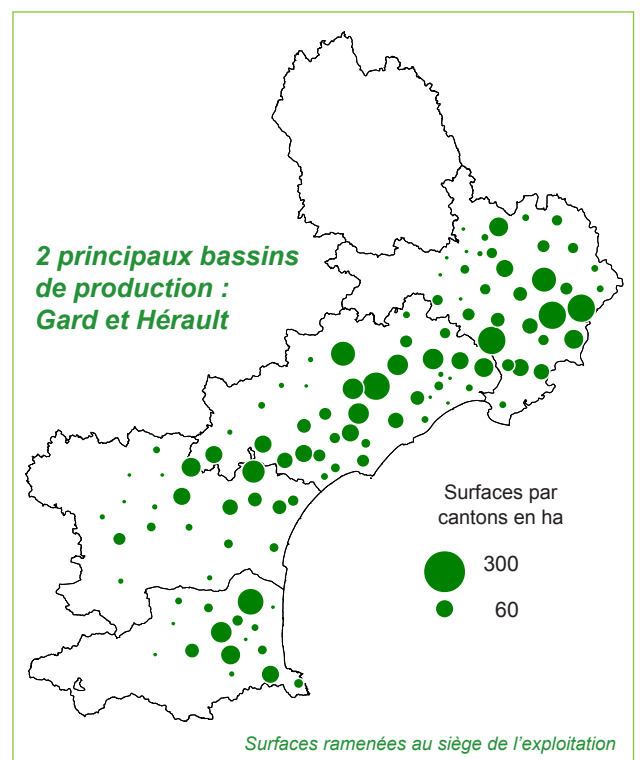 2 principaux bassins
de production :
Gard et Hérault
Surfaces par
cantons en ha
300
60
Surfaces ramenées au siège de l'exploitation